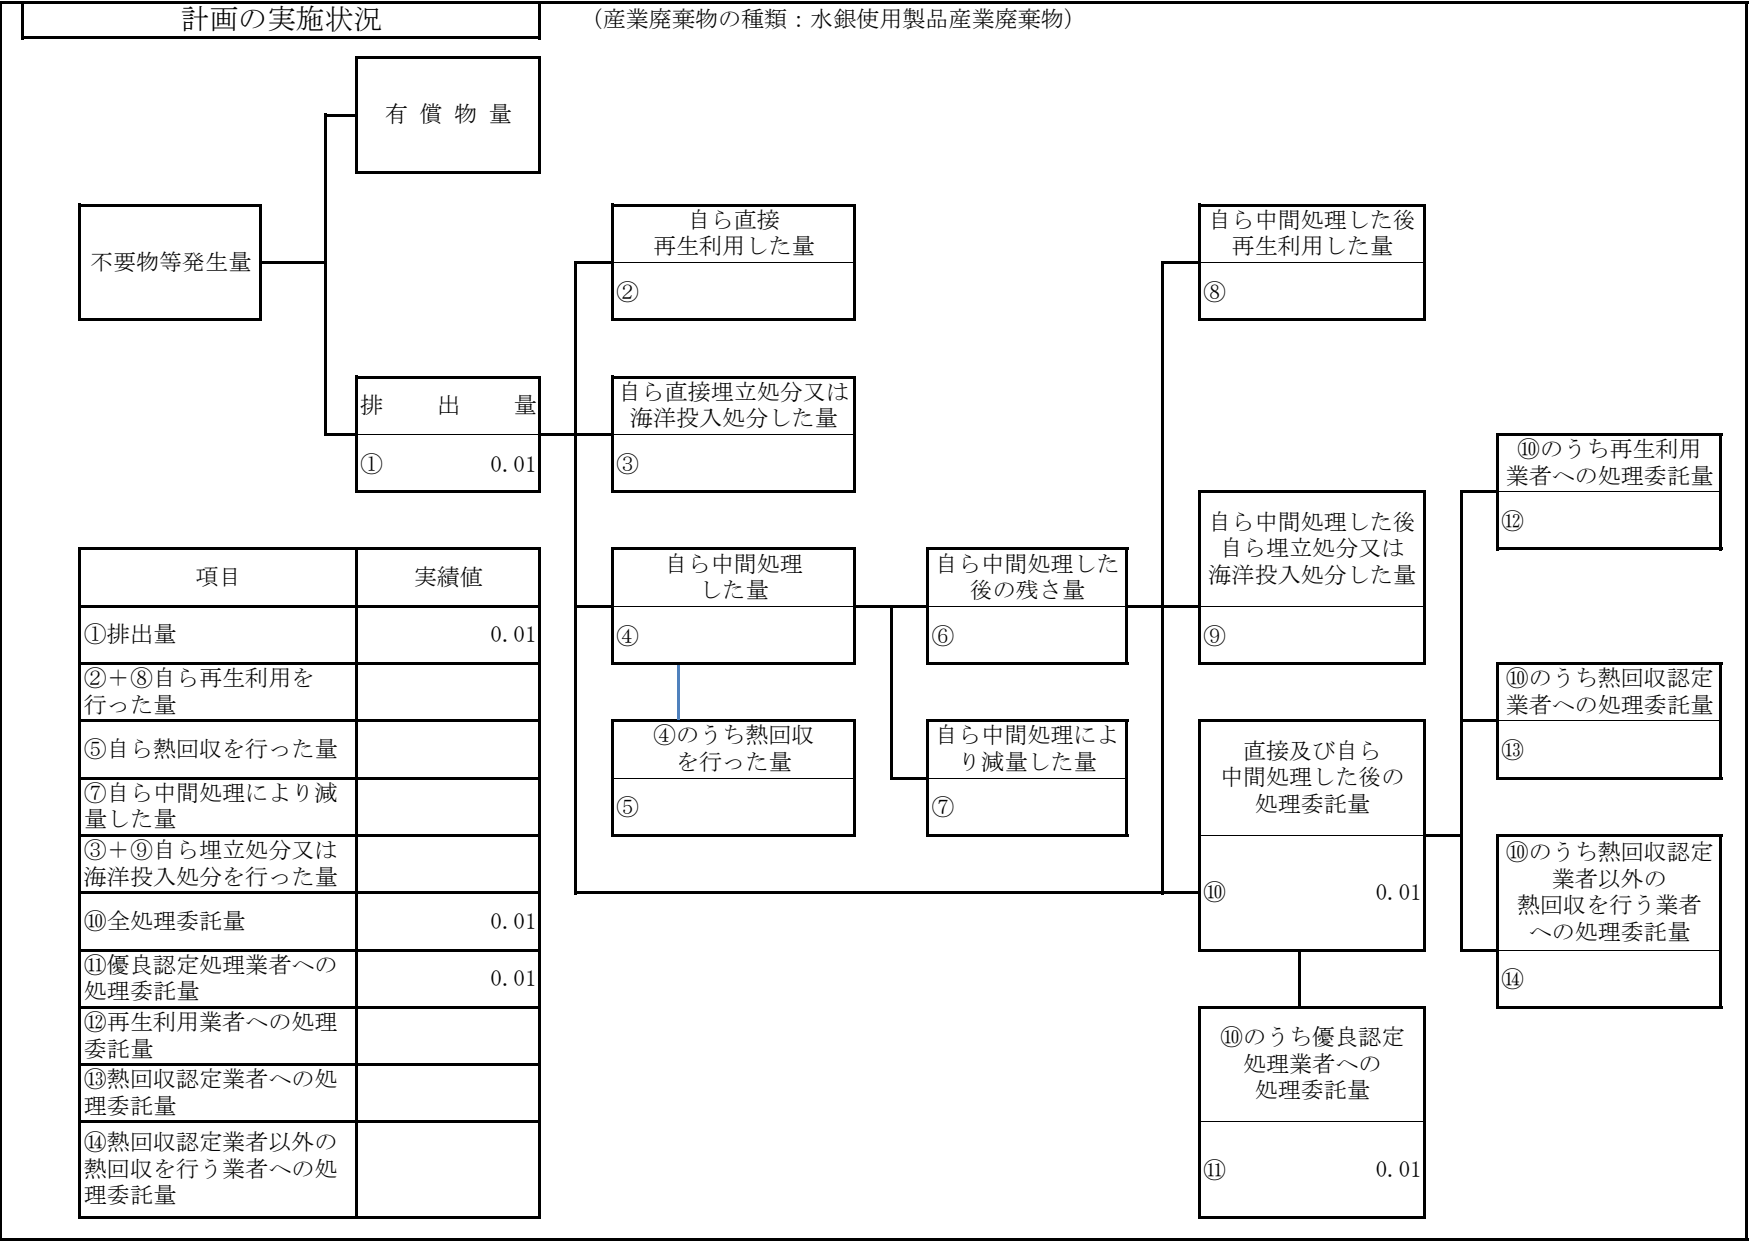 計画の実施状況
（産業廃棄物の種類：水銀使用製品産業廃棄物）
有 償 物 量
不要物等発生量
自ら直接
再生利用した量
②
自ら中間処理した後
再生利用した量
⑧
排 出 量
① 0.01
自ら直接埋立処分又は
海洋投入処分した量
③
⑩のうち再生利用
業者への処理委託量
⑫
自ら中間処理した後
自ら埋立処分又は
海洋投入処分した量
⑨
自ら中間処理
した量
④
自ら中間処理した
後の残さ量
⑥
⑩のうち熱回収認定
業者への処理委託量
⑬
④のうち熱回収
を行った量
⑤
自ら中間処理によ
り減量した量
⑦
直接及び自ら
中間処理した後の
処理委託量
⑩ 0.01
⑩のうち熱回収認定
業者以外の
熱回収を行う業者
への処理委託量
⑭
⑩のうち優良認定
処理業者への
処理委託量
⑪ 0.01
項目 実績値
①排出量 0.01
②＋⑧自ら再生利用を
行った量
⑤自ら熱回収を行った量
⑦自ら中間処理により減
量した量
③＋⑨自ら埋立処分又は
海洋投入処分を行った量
⑩全処理委託量 0.01
⑪優良認定処理業者への
処理委託量 0.01
⑫再生利用業者への処理
委託量
⑬熱回収認定業者への処
理委託量
⑭熱回収認定業者以外の
熱回収を行う業者への処
理委託量